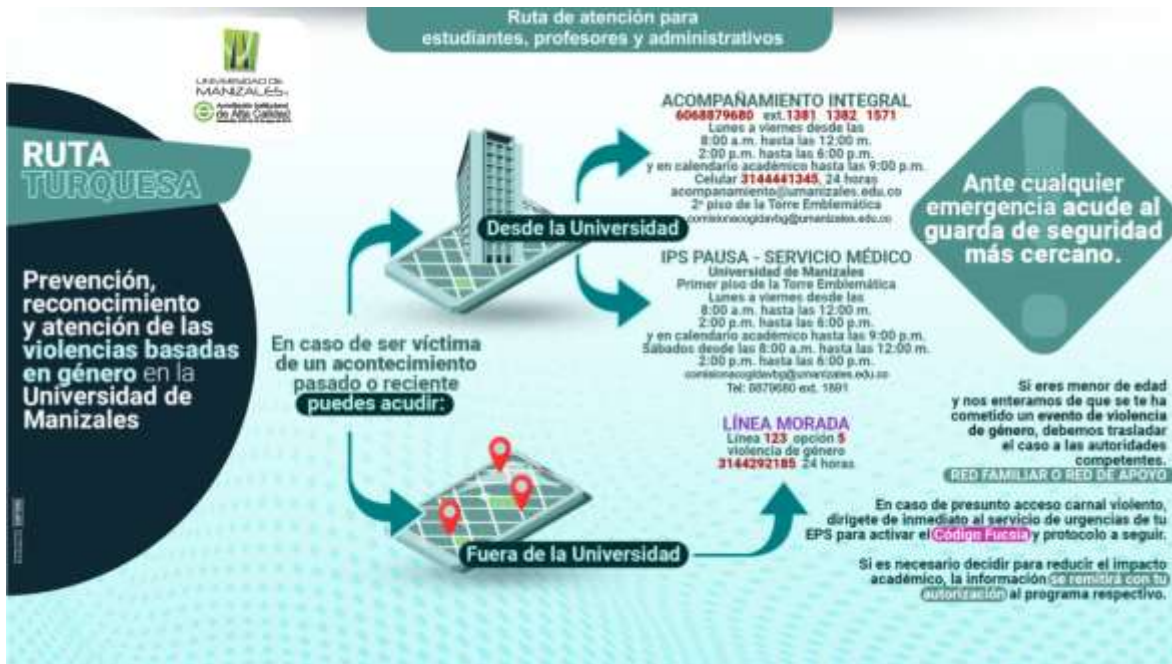 Ruta de atención para
estudiantes, profesores y administrativos
UNIVERSIDAD DE
MANIZALES
Acreditación Institucional
de Alta Calidad
RUTA
TURQUESA
Prevención,
reconocimiento
y atención de las
violencias basadas
en género en la
Universidad de
Manizales
En caso de ser víctima
de un acontecimiento
pasado o reciente
puedes acudir:
Desde la Universidad
ACOMPAÑAMIENTO INTEGRAL
6068879680 ext.1381 1382 1571
Lunes a viernes desde las
8:00 a.m. hasta las 12:00 m.
2:00 p.m. hasta las 6:00 p.m.
y en calendario académico hasta las 9:00 p.m.
Celular 3144441345, 24 horas
acompanamiento@umanizales.edu.co
2º piso de la Torre Emblemática
comisionacogidavbg@umanizales.edu.co
IPS PAUSA - SERVICIO MÉDICO
Universidad de Manizales
Primer piso de la Torre Emblemática
Lunes a viernes desde las
8:00 a.m. hasta las 12:00 m.
2:00 p.m. hasta las 6:00 p.m.
y en calendario académico hasta las 9:00 p.m.
Sábados desde las 8:00 a.m. hasta las 12:00 m.
2:00 p.m. hasta las 6:00 p.m.
comisionacogidavbg@umanizales.edu.co
Tel: 8879680 ext. 1891
Fuera de la Universidad
LÍNEA MORADA
Línea 123 opción 5
violencia de género
3144292185 24 horas
Ante cualquier
emergencia acude al
guarda de seguridad
más cercano.
Si eres menor de edad
y nos enteramos de que se te ha
cometido un evento de violencia
de género, debemos trasladar
el caso a las autoridades
competentes.
RED FAMILIAR O RED DE APOYO
En caso de presunto acceso carnal violento,
dirígete de inmediato al servicio de urgencias de tu
EPS para activar el Código Fucsia y protocolo a seguir.
Si es necesario decidir para reducir el impacto
académico, la información se remitirá con tu
autorización al programa respectivo.